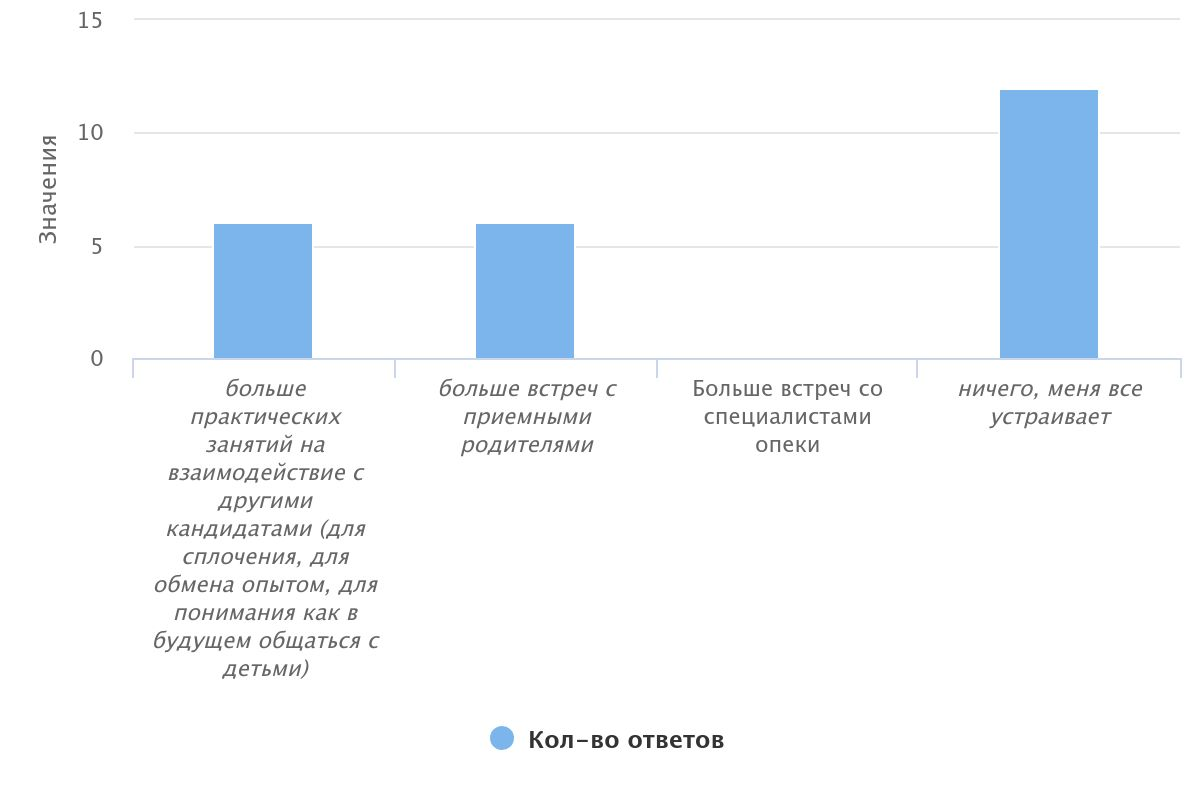 15
10
5
0
Значения
больше
практических
занятий на
взаимодействие с
другими
кандидатами (для
сплочения, для
обмена опытом, для
понимания как в
будущем общаться с
детьми)
больше встреч с
приемными
родителями
Больше встреч со
специалистами
опеки
ничего, меня все
устраивает
Кол-во ответов